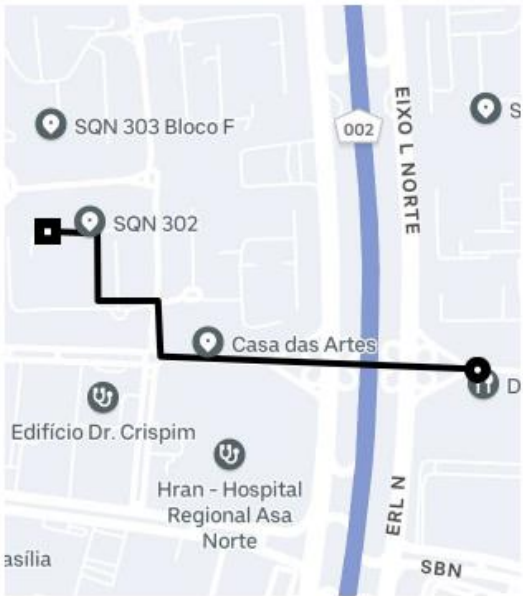 SQN 303 Bloco F
002
EIXO L NORTE
S
SQN 302
Casa das Artes
D
Edifício Dr. Crispim
Hran - Hospital
Regional Asa
Norte
ERL N
asília
SBN